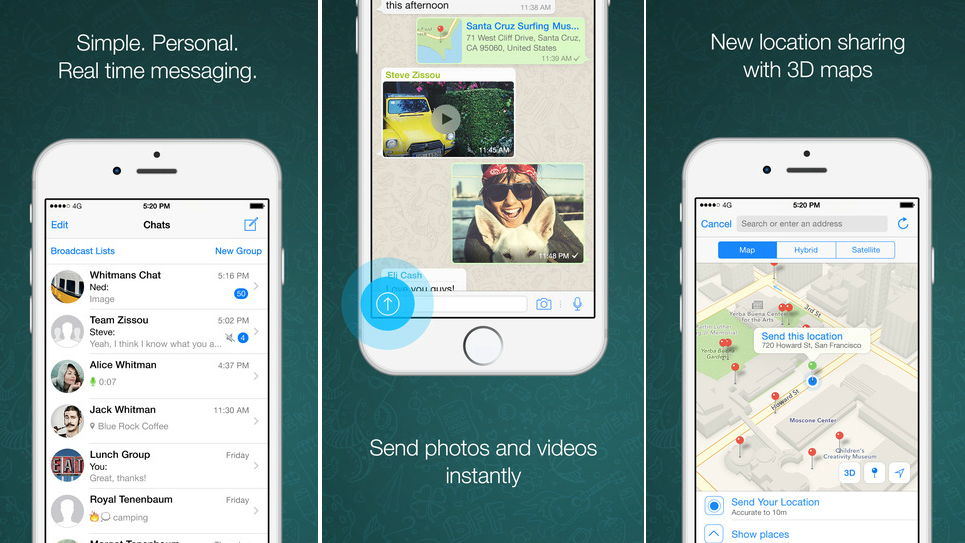 Simple. Personal.
Real time messaging.
4G
5:20 PM
Edit
Chats
Broadcast Lists
New Group
Whitmans Chat
5:16 PM
Ned:
Image
50
Team Zissou
5:02 PM
Steve:
Yeah, I think I know what you a...
4
Alice Whitman
4:37 PM
0:07
Jack Whitman
11:30 AM
Blue Rock Coffee
EAT
Lunch Group
Friday
You:
Great, thanks!
Royal Tenenbaum
Friday
camping
this afternoon
11:38 AM
Santa Cruz Surfing Mus...
71 West Cliff Drive, Santa Cruz,
CA 95060, United States
11:39 AM
Steve Zissou
11:45 AM
11:48 PM
Eli Cash
Love you guys!
Send photos and videos
instantly
New location sharing
with 3D maps
4G
5:20 PM
Cancel
Search or enter an address
Map
Hybrid
Satellite
3rd St
Yerba Buena Center
for the Arts
Yerba Buena
Gardens
Send this location
720 Howard St, San Francisco
Howard St
Moscone Center
Children's
Creativity Museum
3D
Send Your Location
Accurate to 10m
Show places